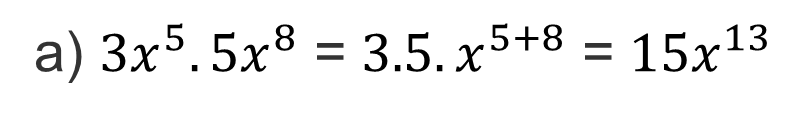 a) 3x⁵. 5x⁸ = 3.5. x⁵⁺⁸ = 15x¹³